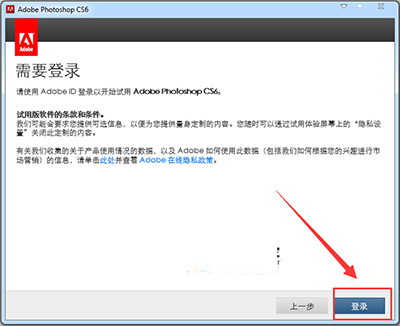 Adobe Photoshop CS6
Adobe
需要登录
请使用 Adobe ID 登录以开始试用 Adobe Photoshop CS6。
试用版软件的条款和条件。
我们可能会要求您提供可选信息，以便为您提供量身定制的内容。您随时可以通过试用体验屏幕上的“隐私设
置”关闭此定制的内容。
有关我们收集的关于产品使用情况的数据，以及 Adobe 如何使用此数据（包括我们如何根据您的兴趣进行市
场营销）的信息，请单击此处并查看 Adobe 在线隐私政策。
上一步
登录